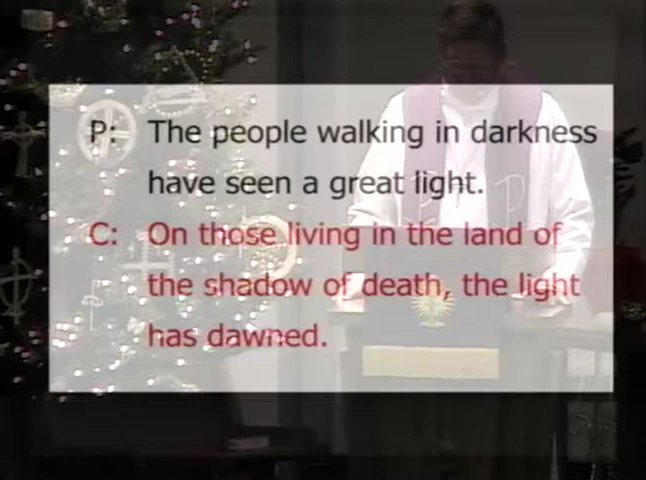 P: The people walking in darkness
have seen a great light.
C: On those living in the land of
the shadow of death, the light
has dawned.